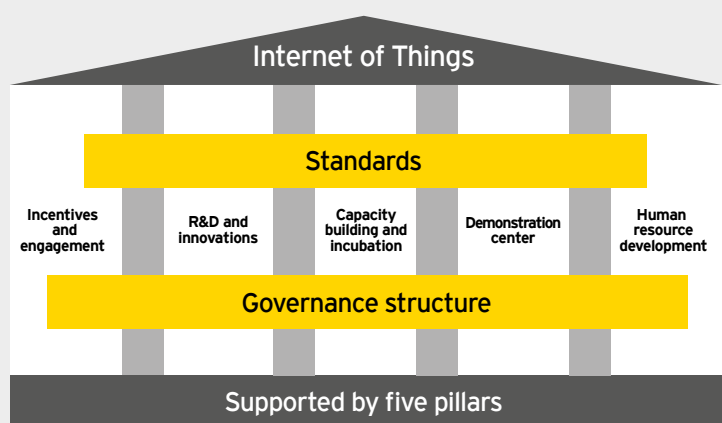 Internet of Things
Standards
Incentives
and
engagement
R&D and
innovations
Capacity
building and
incubation
Demonstration
center
Human
resource
development
Governance structure
Supported by five pillars